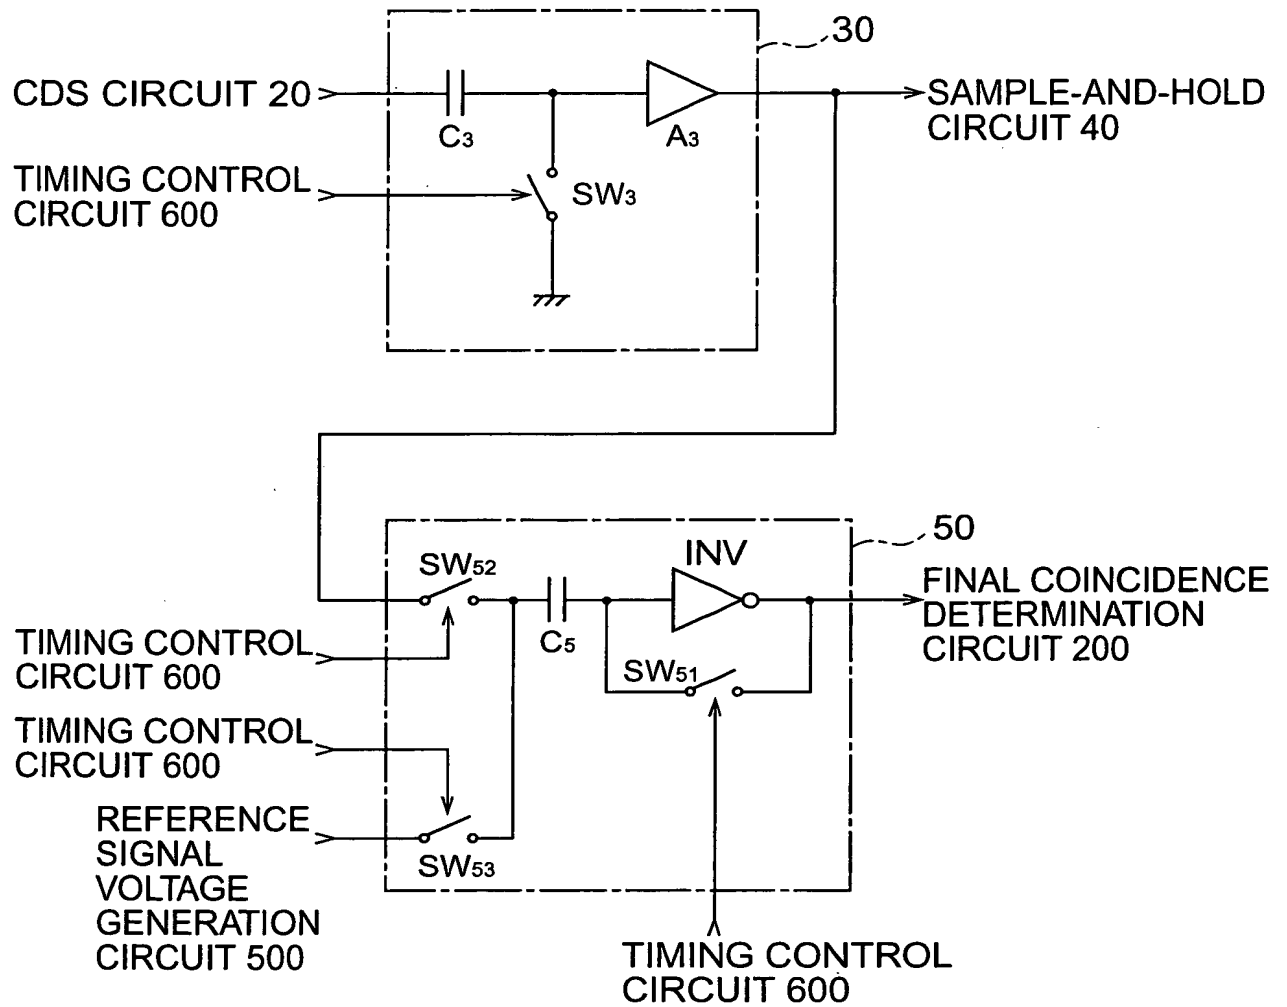 30
CDS CIRCUIT 20
C3
A3
SAMPLE-AND-HOLD
CIRCUIT 40
TIMING CONTROL
CIRCUIT 600
SW3
50
SW52
C5
INV
FINAL COINCIDENCE
DETERMINATION
CIRCUIT 200
TIMING CONTROL
CIRCUIT 600
SW51
TIMING CONTROL
CIRCUIT 600
REFERENCE
SIGNAL
VOLTAGE
GENERATION
CIRCUIT 500
SW53
TIMING CONTROL
CIRCUIT 600